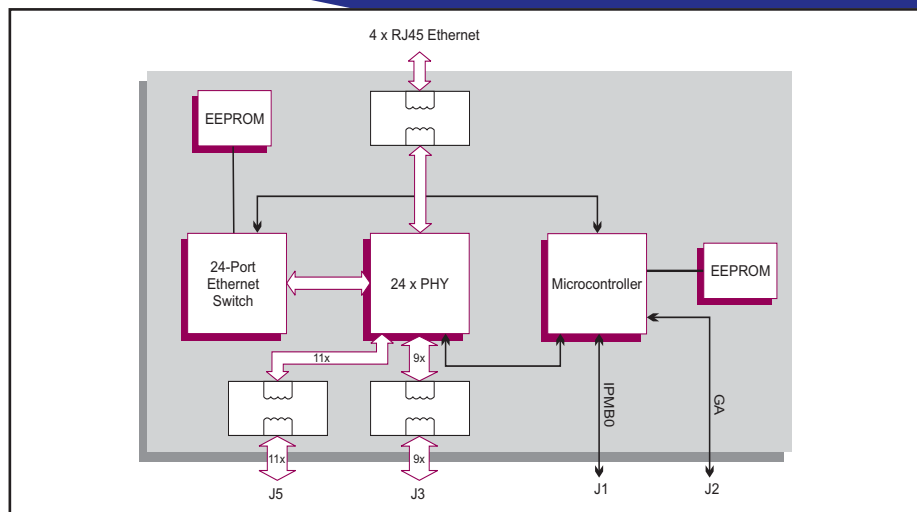 4 x RJ45 Ethernet
EEPROM
24-Port
Ethernet
Switch
24 x PHY
Microcontroller
EEPROM
11x
9x
IPMB0
GA
11x
9x
J5
J3
J1
J2